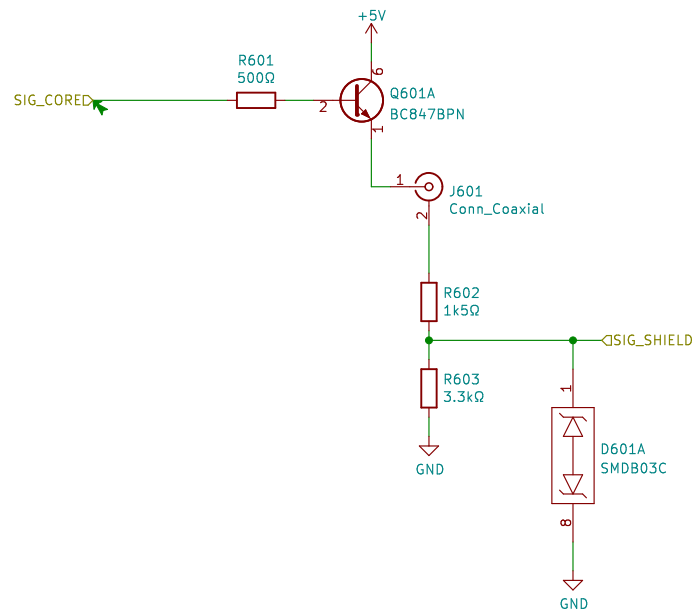 +5V
R601
500Ω
SIG_CORE
6
Q601A
BC847BPN
2
1
1
J601
Conn_Coaxial
2
R602
1k5Ω
SIG_SHIELD
R603
3.3kΩ
1
GND
D601A
SMDB03C
8
GND